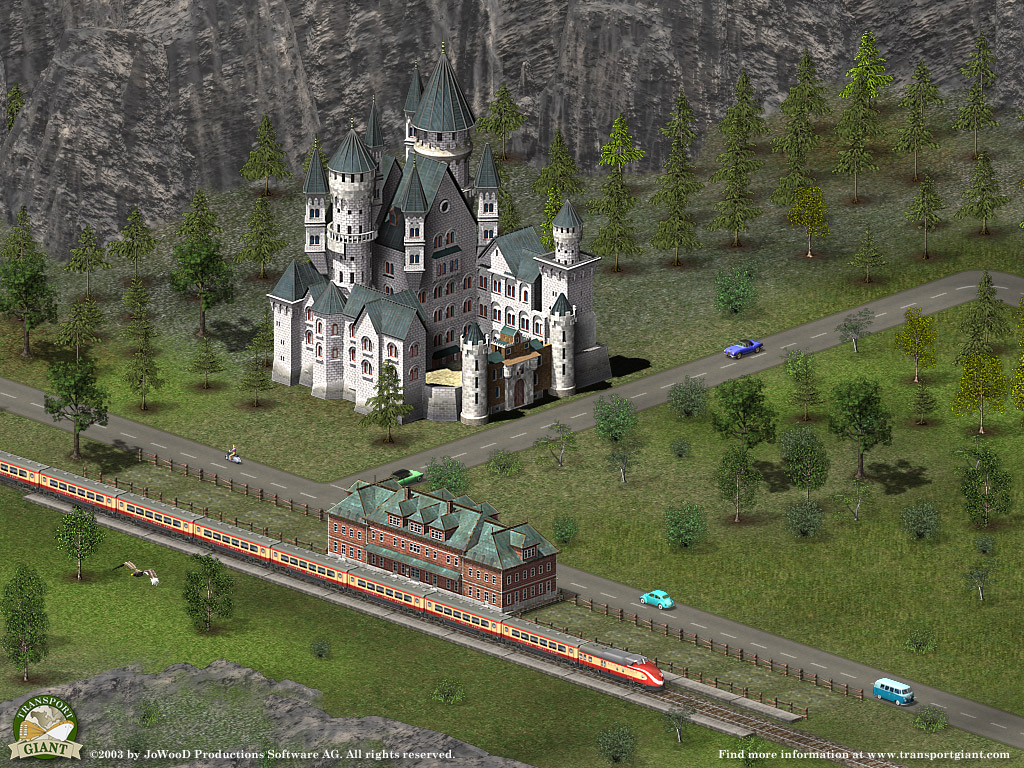 TRANSPORT
GIANT
©2003 by JoWooD Productions Software AG. All rights reserved.
Find more information at www.transportgiant.com